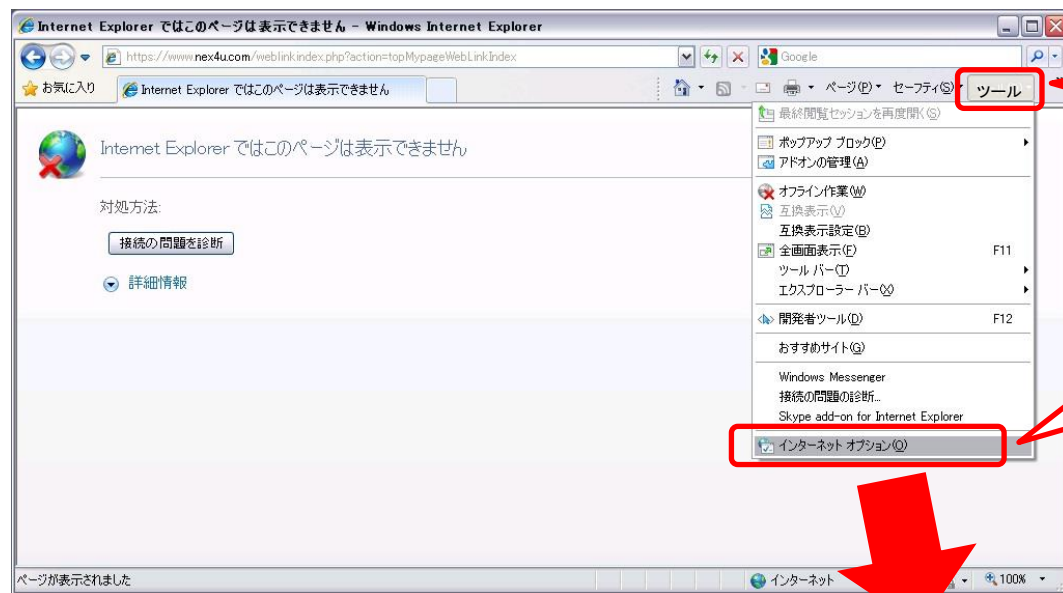 Internet Explorer ではこのページは表示できません - Windows Internet Explorer
https://www.nex4u.com/weblinkindex.php?action=topMypageWebLinkIndex
Google
お気に入り
Internet Explorer ではこのページは表示できません
ページ(P)
セーフティ(S)
ツール
Internet Explorer ではこのページは表示できません
対処方法:
接続の問題を診断
詳細情報
最終閲覧セッションを再度開く(S)
ポップアップ ブロック(P)
アドオンの管理(A)
オフライン作業(W)
互換表示(V)
互換表示設定(B)
全画面表示(F) F11
ツール バー(T)
エクスプローラー バー(X)
開発者ツール(D) F12
おすすめサイト(G)
Windows Messenger
接続の問題の診断...
Skype add-on for Internet Explorer
インターネット オプション(O)
ページが表示されました
インターネット
100%